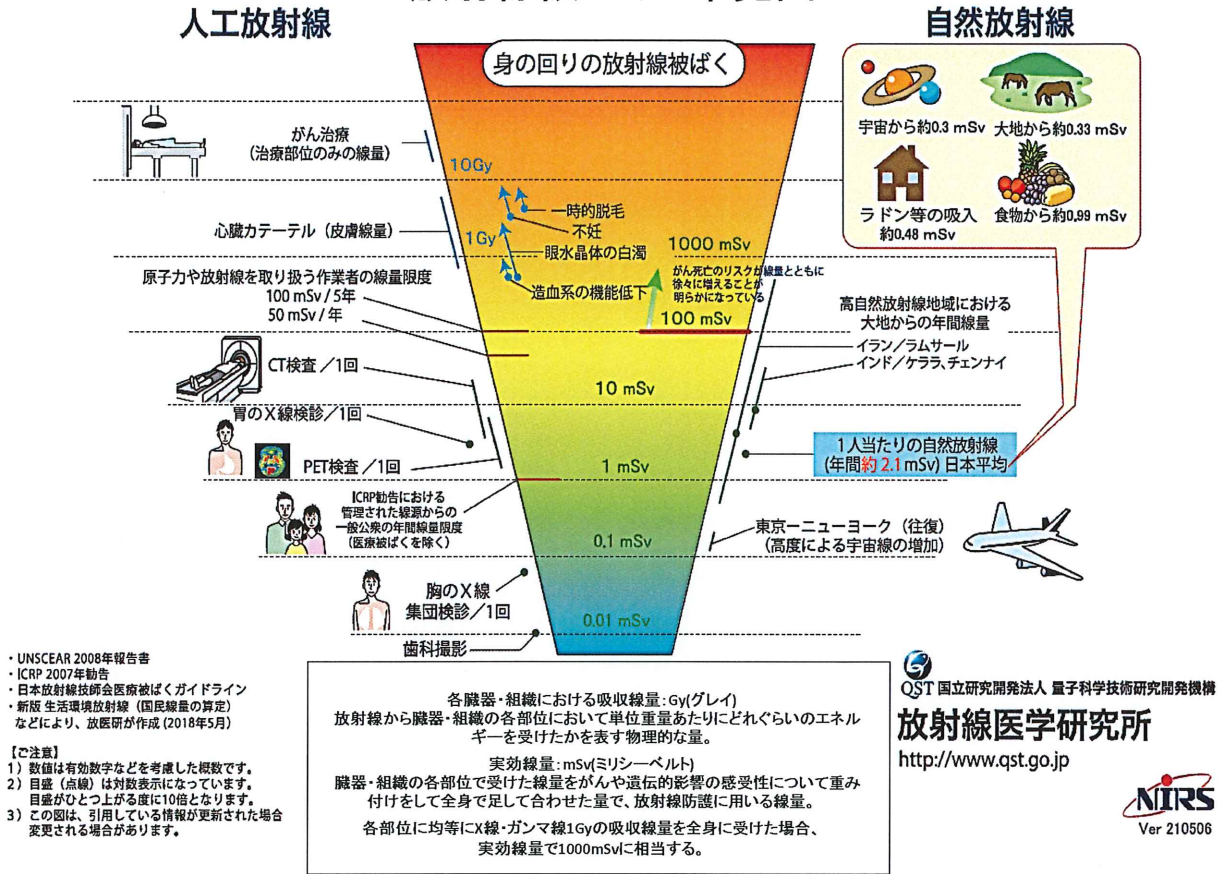 人工放射線
自然放射線
身の回りの放射線被ばく
宇宙から約0.3 mSv
大地から約0.33 mSv
ラドン等の吸入
約0.48 mSv
食物から約0.99 mSv
がん治療
(治療部位のみの線量)
10Gy
一時的脱毛
不妊
心臓カテーテル(皮膚線量)
1Gy
眼水晶体の白濁
1000 mSv
がん死亡のリスクが線量とともに
徐々に増えることが
明らかになっている
造血系の機能低下
原子力や放射線を取り扱う作業者の線量限度
100 mSv / 5年
50 mSv / 年
100 mSv
高自然放射線地域における
大地からの年間線量
イラン/ラムサール
インド/ケララ、チェンナイ
CT検査/1回
10 mSv
胃のX線検診/1回
PET検査/1回
1 mSv
1人当たりの自然放射線
(年間約 2.1 mSv) 日本平均
ICRP勧告における
管理された線源からの
一般公衆の年間線量限度
(医療被ばくを除く)
0.1 mSv
東京ーニューヨーク(往復)
(高度による宇宙線の増加)
胸のX線
集団検診/1回
0.01 mSv
歯科撮影
・UNSCEAR 2008年報告書
・ICRP 2007年勧告
・日本放射線技師会医療被ばくガイドライン
・新版 生活環境放射線(国民線量の算定)
などにより、放医研が作成(2018年5月)
【ご注意】
1)数値は有効数字などを考慮した概数です。
2)目盛(点線)は対数表示になっています。
目盛がひとつ上がる度に10倍となります。
3)この図は、引用している情報が更新された場合
変更される場合があります。
各臓器・組織における吸収線量:Gy(グレイ)
放射線から臓器・組織の各部位において単位重量あたりにどれぐらいのエネル
ギーを受けたかを表す物理的な量。
実効線量:mSv(ミリシーベルト)
臓器・組織の各部位で受けた線量をがんや遺伝的影響の感受性について重み
付けをして全身で足して合わせた量で、放射線防護に用いる線量。
各部位に均等にX線・ガンマ線1Gyの吸収線量を全身に受けた場合、
実効線量で1000mSvに相当する。
QST 国立研究開発法人 量子科学技術研究開発機構
放射線医学研究所
http://www.qst.go.jp
NIRS
Ver 210506